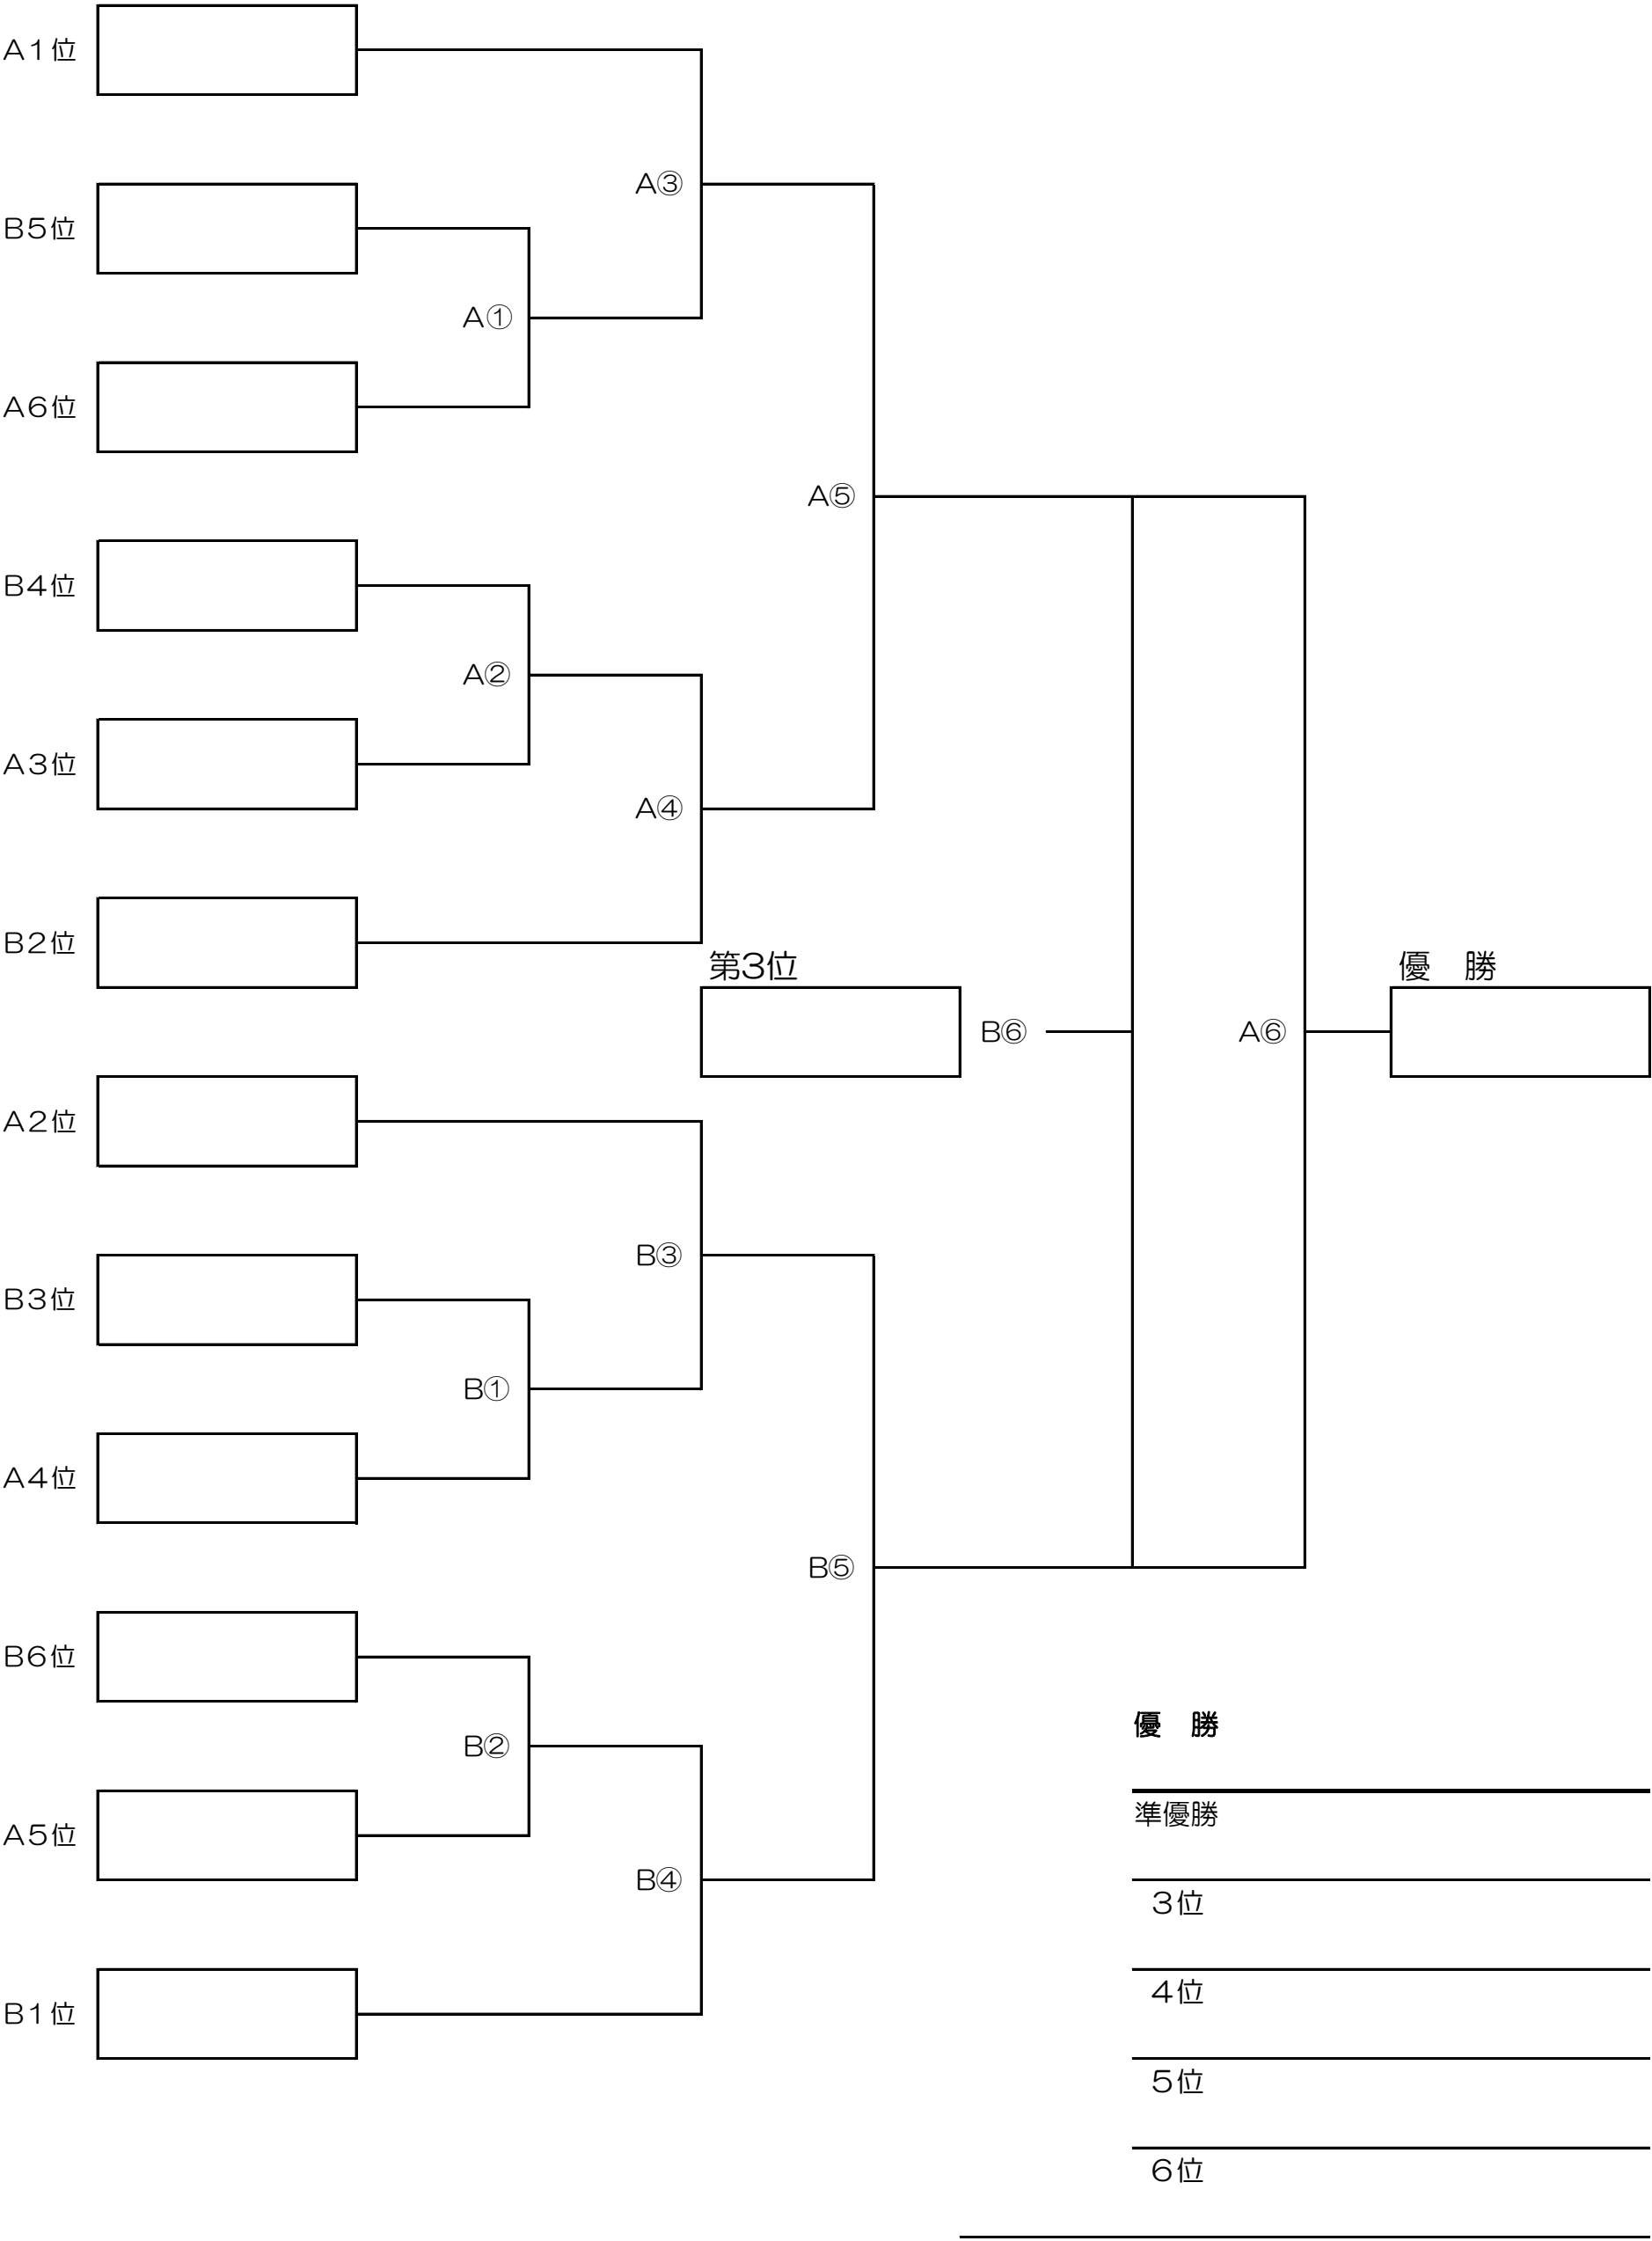 A１位
A③
B５位
A①
A６位
A⑤
B４位
A②
A３位
A④
B２位
第３位
優　勝
B⑥
A⑥
A２位
B③
B３位
B①
A４位
B⑤
B６位
優　勝
B②
準優勝
A５位
B④
３位
４位
B１位
５位
６位